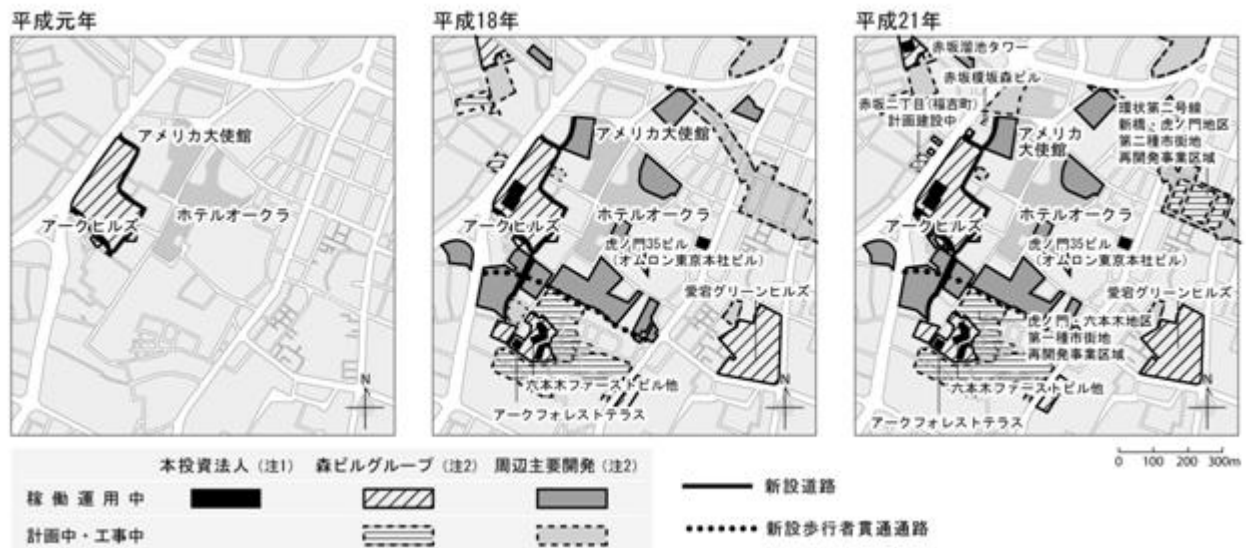 平成元年
アメリカ大使館
アークヒルズ
ホテルオークラ
N
平成18年
アメリカ大使館
アークヒルズ
ホテルオークラ
虎ノ門35ビル
(オムロン東京本社ビル)
愛宕グリーンヒルズ
六本木ファーストビル他
アークフォレストテラス
N
平成21年
赤坂溜池タワー
赤坂榎坂森ビル
赤坂二丁目(福吉町)
計画建設中
アメリカ
大使館
環状第二号線
新橋・虎ノ門地区
第二種市街地
再開発事業区域
アークヒルズ
ホテルオークラ
虎ノ門35ビル
(オムロン東京本社ビル)
愛宕グリーンヒルズ
虎ノ門・六本木地区
第一種市街地
再開発事業区域
六本木ファーストビル他
アークフォレストテラス
N
0 100 200 300m
本投資法人(注1) 森ビルグループ(注2) 周辺主要開発(注2)
稼働運用中
計画中・工事中
新設道路
新設歩行者貫通通路